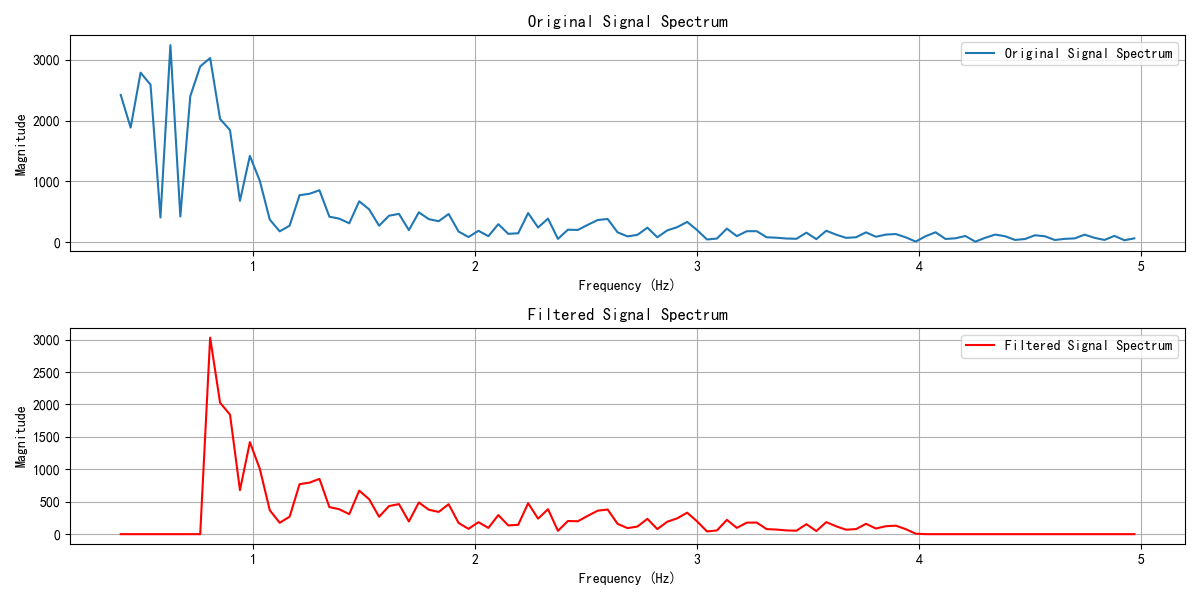 Original Signal Spectrum
Original Signal Spectrum
Magnitude
3000
2000
1000
0
1 2 3 4 5
Frequency (Hz)
Filtered Signal Spectrum
Filtered Signal Spectrum
Magnitude
3000
2500
2000
1500
1000
500
0
1 2 3 4 5
Frequency (Hz)